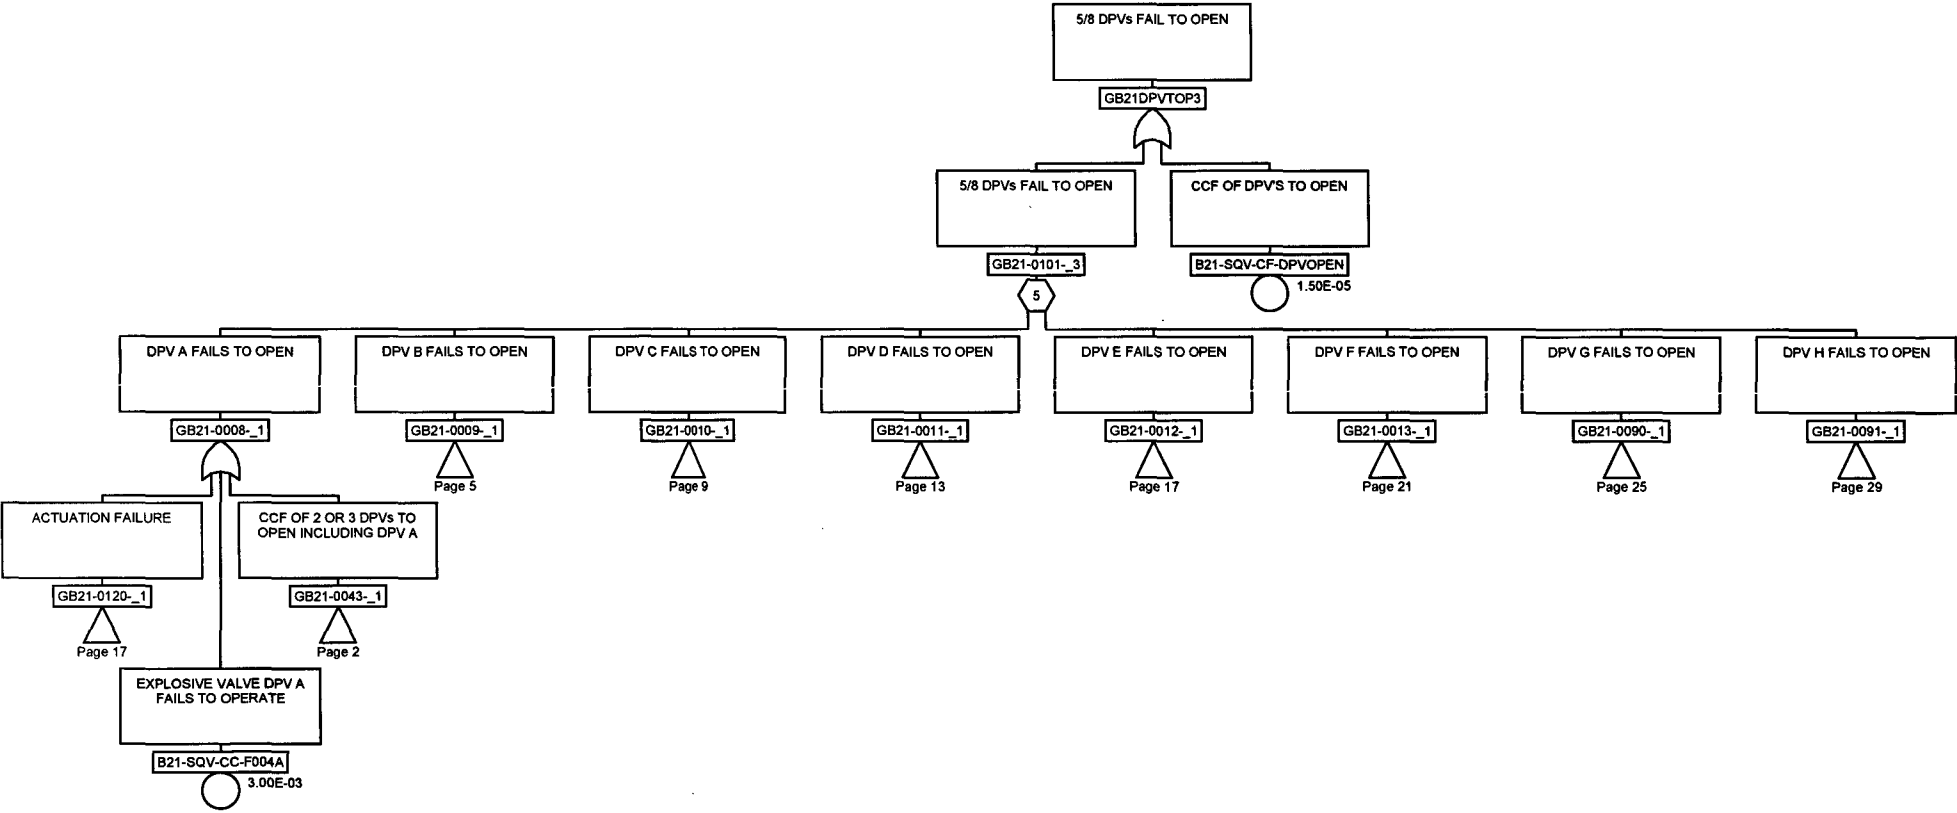 5/8 DPVs FAIL TO OPEN
GB21DPVTOP3
5/8 DPVs FAIL TO OPEN
CCF OF DPV'S TO OPEN
GB21-0101-_3
B21-SQV-CF-DPVOPEN
5
1.50E-05
DPV A FAILS TO OPEN
DPV B FAILS TO OPEN
DPV C FAILS TO OPEN
DPV D FAILS TO OPEN
DPV E FAILS TO OPEN
DPV F FAILS TO OPEN
DPV G FAILS TO OPEN
DPV H FAILS TO OPEN
GB21-0008-_1
GB21-0009-_1
GB21-0010-_1
GB21-0011-_1
GB21-0012-_1
GB21-0013-_1
GB21-0090-_1
GB21-0091-_1
Page 5
Page 9
Page 13
Page 17
Page 21
Page 25
Page 29
ACTUATION FAILURE
CCF OF 2 OR 3 DPVs TO
OPEN INCLUDING DPV A
GB21-0120-_1
GB21-0043-_1
Page 17
Page 2
EXPLOSIVE VALVE DPV A
FAILS TO OPERATE
B21-SQV-CC-F004A
3.00E-03